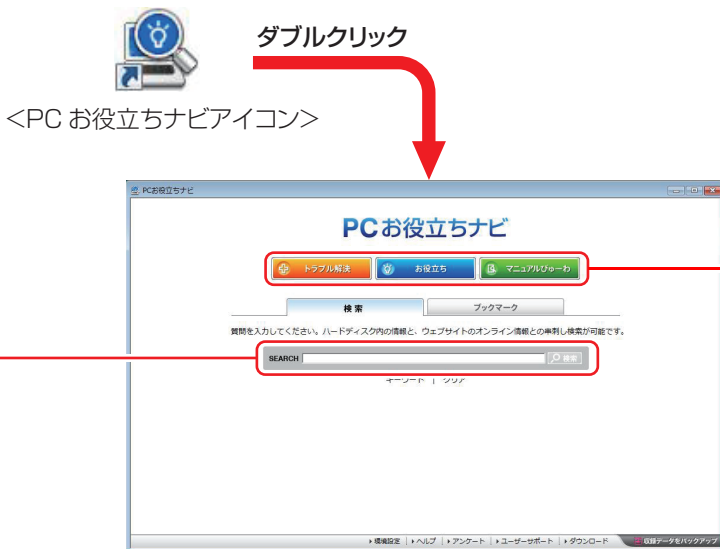 ダブルクリック
<PC お役立ちナビアイコン>
PCお役立ちナビ
PCお役立ちナビ
トラブル解決 お役立ち マニュアルびゅーわ
検索 ブックマーク
質問を入力してください。ハードディスク内の情報と、ウェブサイトのオンライン情報との串刺し検索が可能です。
SEARCH 検索
キーワード | クリア
環境設定 | ヘルプ | アンケート | ユーザーサポート | ダウンロード 収録データをバックアップ